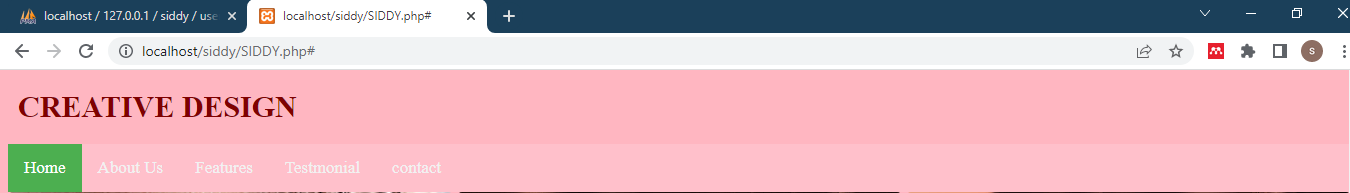 localhost / 127.0.0.1 / siddy / use
localhost/siddy/SIDDY.php#
localhost/siddy/SIDDY.php#
S
CREATIVE DESIGN
Home About Us Features Testmonial contact